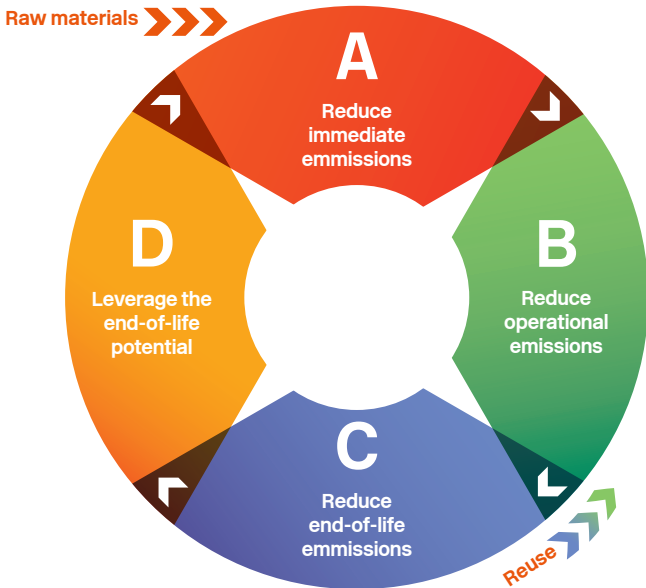 Raw materials
A
Reduce
immediate
emmissions
B
Reduce
operational
emissions
C
Reduce
end-of-life
emmissions
D
Leverage the
end-of-life
potential
Reuse